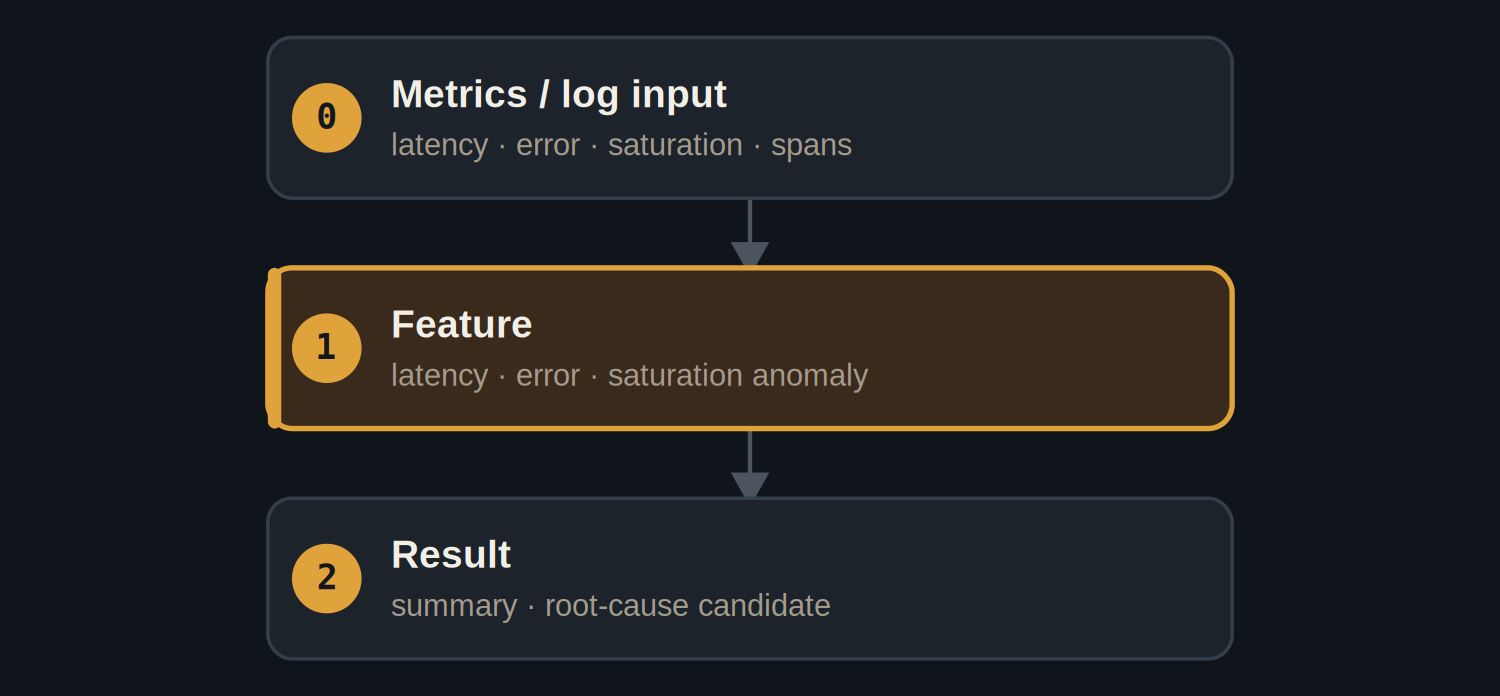 0
Metrics / log input
latency · error · saturation · spans
1
Feature
latency · error · saturation anomaly
2
Result
summary · root-cause candidate